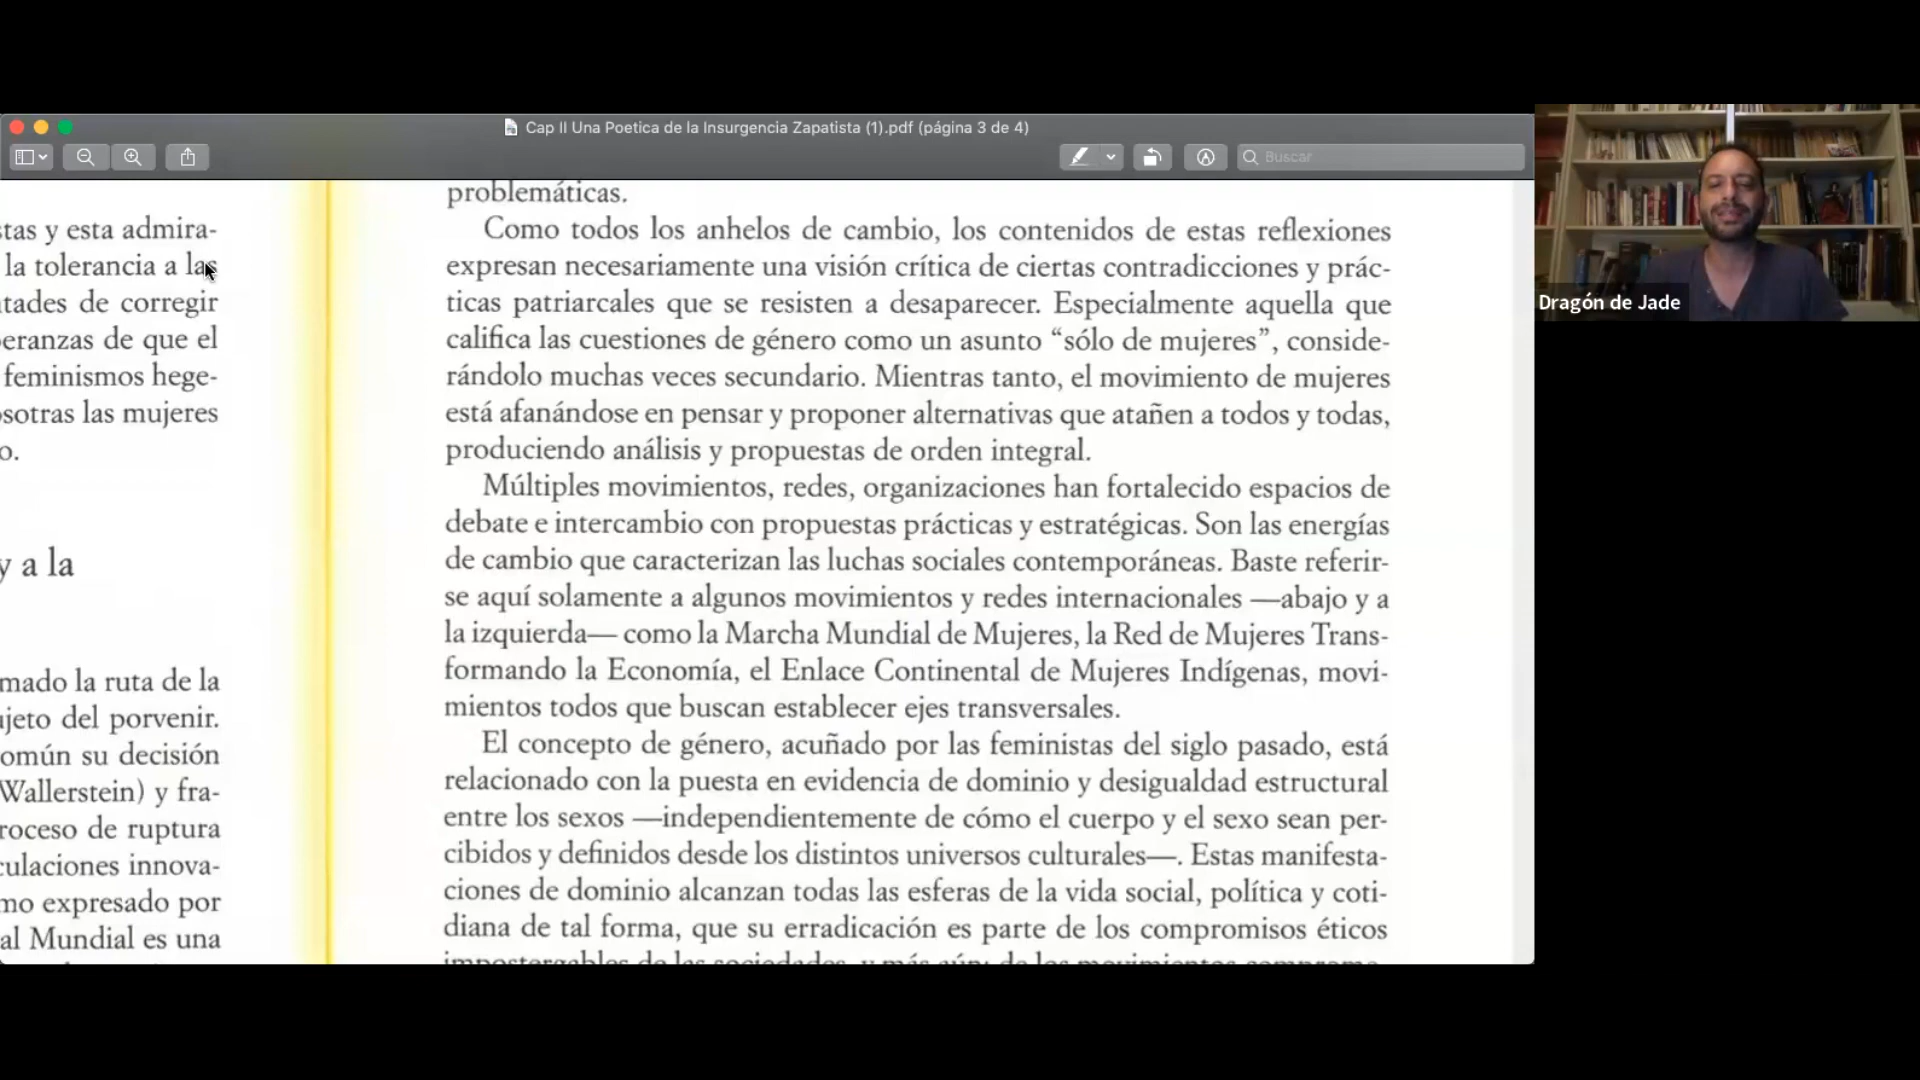 Cap II Una Poetica de la Insurgencia Zapatista (1).pdf (página 3 de 4)
Buscar
stas y esta admira-
la tolerancia a las
tades de corregir
eranzas de que el
feminismos hege-
osotras las mujeres
o.
y a la
mado la ruta de la
ujeto del porvenir.
omún su decisión
Wallerstein) y fra-
roceso de ruptura
culaciones innova-
mo expresado por
al Mundial es una
problemáticas.
Como todos los anhelos de cambio, los contenidos de estas reflexiones
expresan necesariamente una visión crítica de ciertas contradicciones y prác-
ticas patriarcales que se resisten a desaparecer. Especialmente aquella que
califica las cuestiones de género como un asunto “sólo de mujeres”, conside-
rándolo muchas veces secundario. Mientras tanto, el movimiento de mujeres
está afanándose en pensar y proponer alternativas que atañen a todos y todas,
produciendo análisis y propuestas de orden integral.
Múltiples movimientos, redes, organizaciones han fortalecido espacios de
debate e intercambio con propuestas prácticas y estratégicas. Son las energías
de cambio que caracterizan las luchas sociales contemporáneas. Baste referir-
se aquí solamente a algunos movimientos y redes internacionales —abajo y a
la izquierda— como la Marcha Mundial de Mujeres, la Red de Mujeres Trans-
formando la Economía, el Enlace Continental de Mujeres Indígenas, movi-
mientos todos que buscan establecer ejes transversales.
El concepto de género, acuñado por las feministas del siglo pasado, está
relacionado con la puesta en evidencia de dominio y desigualdad estructural
entre los sexos —independientemente de cómo el cuerpo y el sexo sean per-
cibidos y definidos desde los distintos universos culturales—. Estas manifesta-
ciones de dominio alcanzan todas las esferas de la vida social, política y coti-
diana de tal forma, que su erradicación es parte de los compromisos éticos
impostergables de las sociedades, y más aún: de los movimientos comprome-
Dragón de Jade